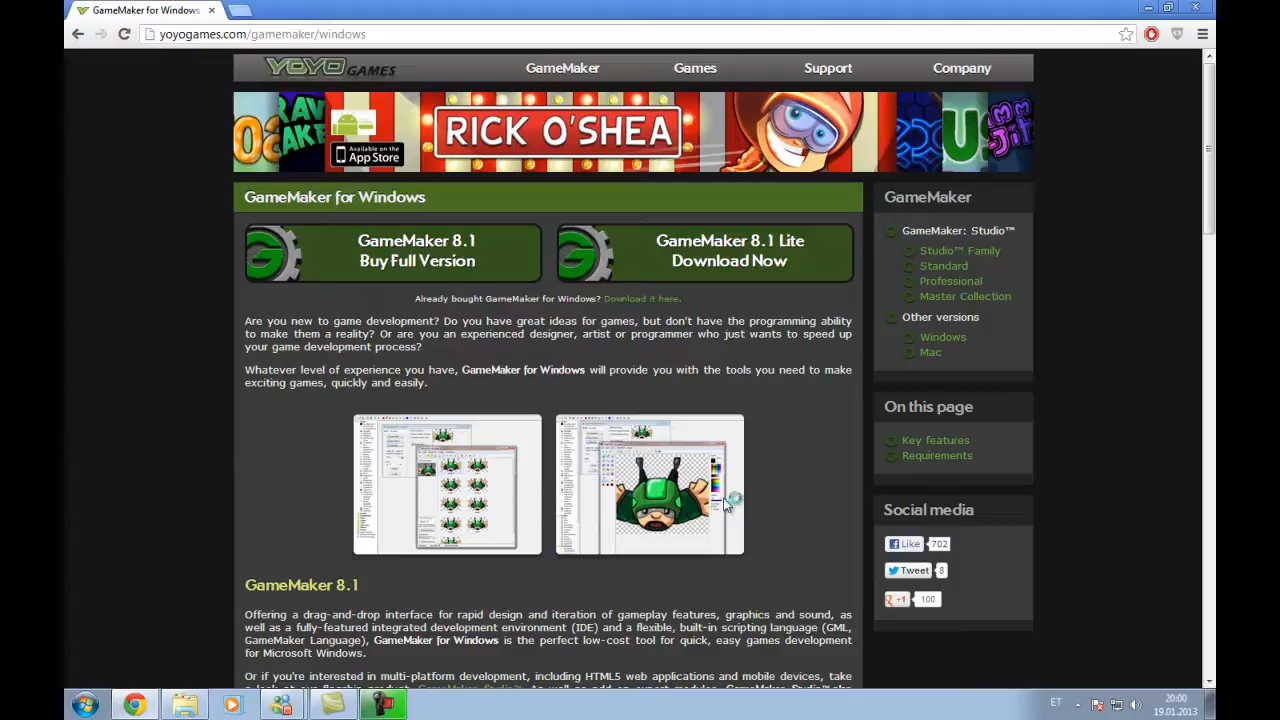 GameMaker for Windows
yoyogames.com/gamemaker/windows
YOYO GAMES
GameMaker
Games
Support
Company
Available on the
App Store
RICK O'SHEA
GameMaker for Windows
GameMaker 8.1
Buy Full Version
GameMaker 8.1 Lite
Download Now
Already bought GameMaker for Windows? Download it here.
Are you new to game development? Do you have great ideas for games, but don't have the programming ability
to make them a reality? Or are you an experienced designer, artist or programmer who just wants to speed up
your game development process?
Whatever level of experience you have, GameMaker for Windows will provide you with the tools you need to make
exciting games, quickly and easily.
GameMaker 8.1
Offering a drag-and-drop interface for rapid design and iteration of gameplay features, graphics and sound, as
well as a fully-featured integrated development environment (IDE) and a flexible, built-in scripting language (GML,
GameMaker Language), GameMaker for Windows is the perfect low-cost tool for quick, easy games development
for Microsoft Windows.
Or if you're interested in multi-platform development, including HTML5 web applications and mobile devices, take
GameMaker
GameMaker: Studio™
Studio™ Family
Standard
Professional
Master Collection
Other versions
Windows
Mac
On this page
Key features
Requirements
Social media
Like 702
Tweet 8
+1 100
ET
20:00
19.01.2013